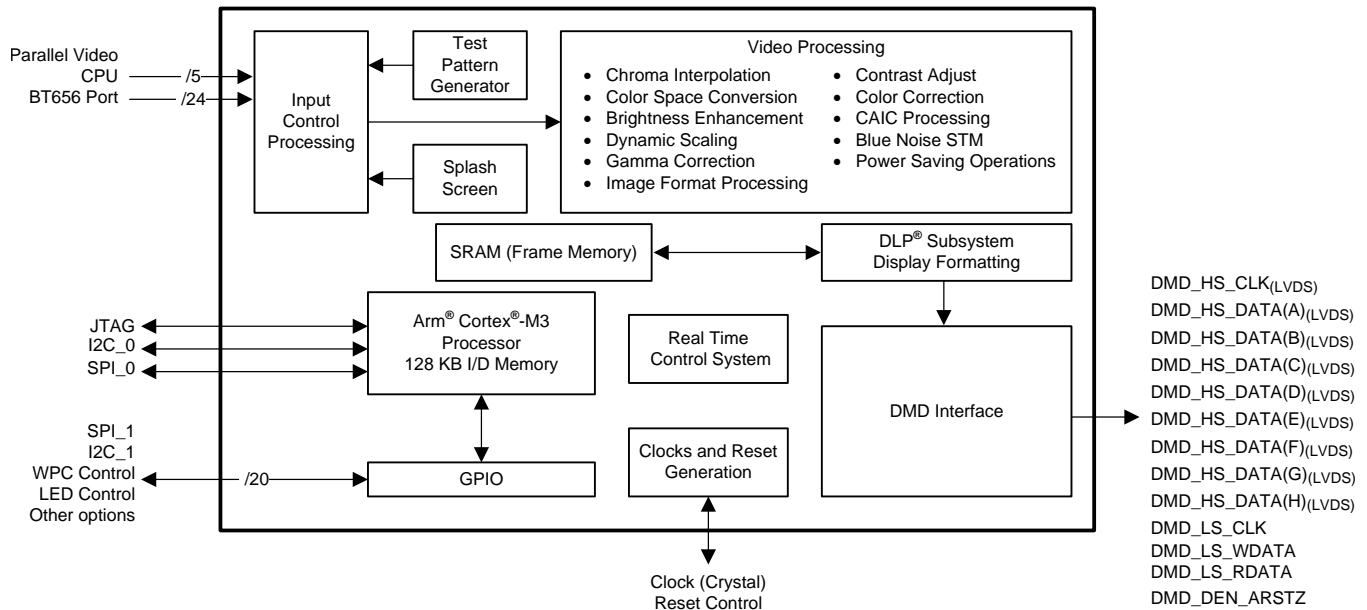 Parallel Video
CPU
BT656 Port
/5
/24
Input
Control
Processing
Test
Pattern
Generator
Splash
Screen
Video Processing
• Chroma Interpolation
• Color Space Conversion
• Brightness Enhancement
• Dynamic Scaling
• Gamma Correction
• Image Format Processing
• Contrast Adjust
• Color Correction
• CAIC Processing
• Blue Noise STM
• Power Saving Operations
SRAM (Frame Memory)
DLP® Subsystem
Display Formatting
JTAG
I2C_0
SPI_0
Arm® Cortex®-M3
Processor
128 KB I/D Memory
Real Time
Control System
DMD Interface
SPI_1
I2C_1
WPC Control
LED Control
Other options
/20
GPIO
Clocks and Reset
Generation
Clock (Crystal)
Reset Control
DMD_HS_CLK(LVDS)
DMD_HS_DATA(A)(LVDS)
DMD_HS_DATA(B)(LVDS)
DMD_HS_DATA(C)(LVDS)
DMD_HS_DATA(D)(LVDS)
DMD_HS_DATA(E)(LVDS)
DMD_HS_DATA(F)(LVDS)
DMD_HS_DATA(G)(LVDS)
DMD_HS_DATA(H)(LVDS)
DMD_LS_CLK
DMD_LS_WDATA
DMD_LS_RDATA
DMD_DEN_ARSTZ